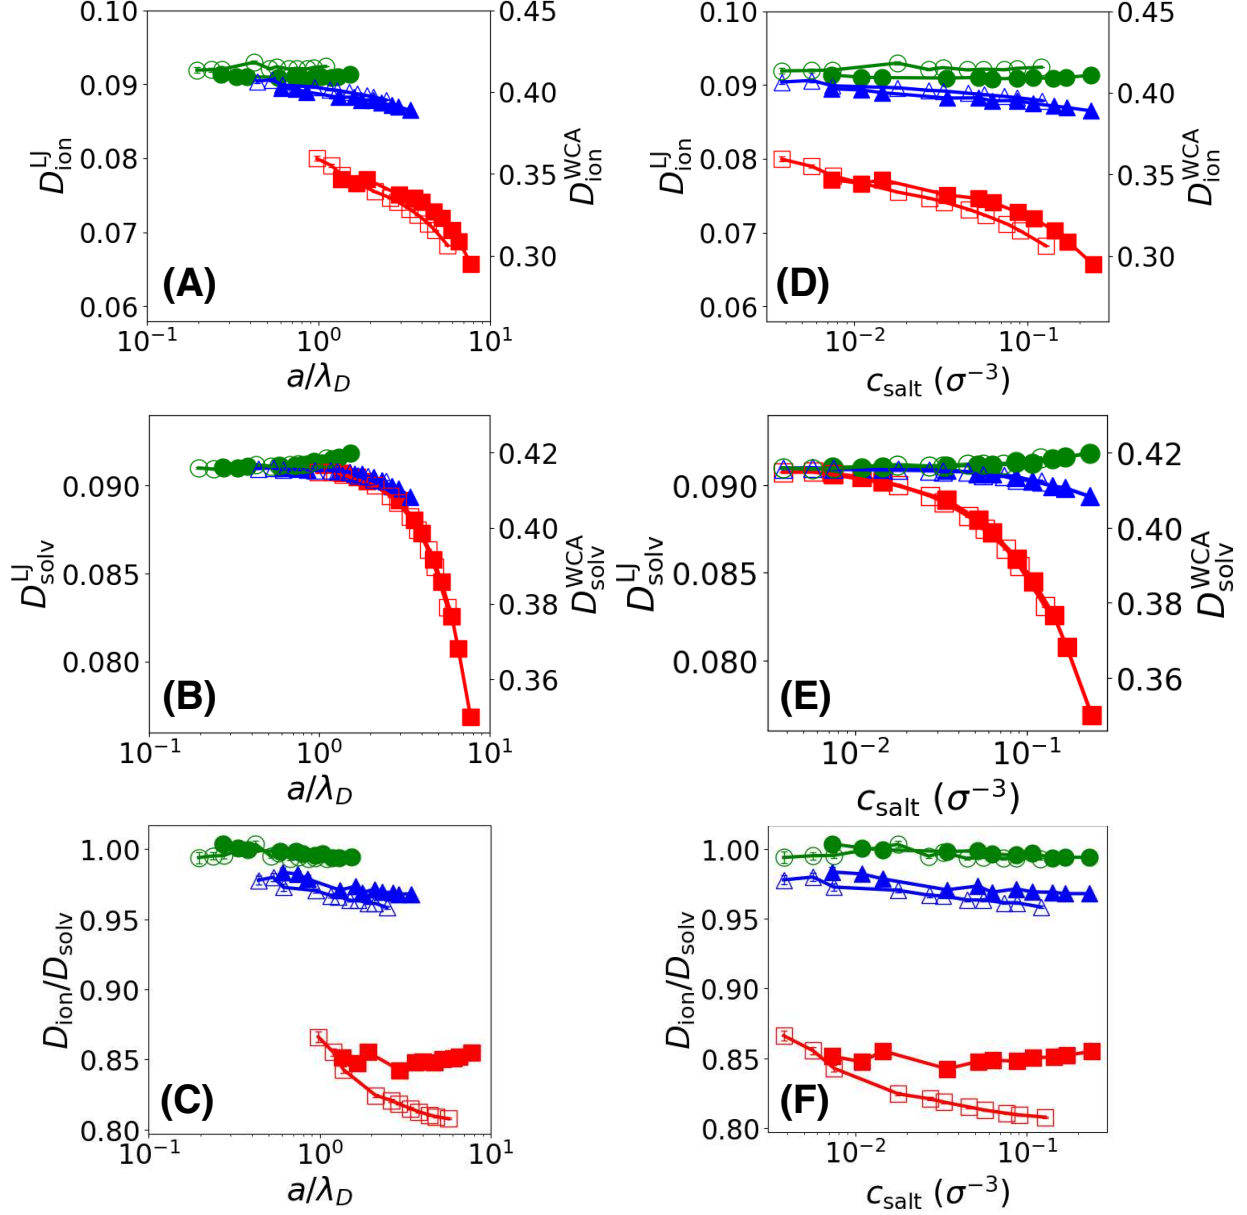 0.10
0.09
0.08
0.07
0.06
D_ion^LJ
0.45
0.40
0.35
0.30
D_ion^WCA
(A)
10^−1 10^0 10^1
a/λ_D
0.10
0.09
0.08
0.07
0.06
D_ion^LJ
0.45
0.40
0.35
0.30
D_ion^WCA
(D)
10^−2 10^−1
c_salt (σ^−3)
0.090
0.085
0.080
D_solv^LJ
0.42
0.40
0.38
0.36
D_solv^WCA
(B)
10^−1 10^0 10^1
a/λ_D
0.090
0.085
0.080
D_solv^LJ
0.42
0.40
0.38
0.36
D_solv^WCA
(E)
10^−2 10^−1
c_salt (σ^−3)
1.00
0.95
0.90
0.85
0.80
D_ion/D_solv
(C)
10^−1 10^0 10^1
a/λ_D
1.00
0.95
0.90
0.85
0.80
D_ion/D_solv
(F)
10^−2 10^−1
c_salt (σ^−3)